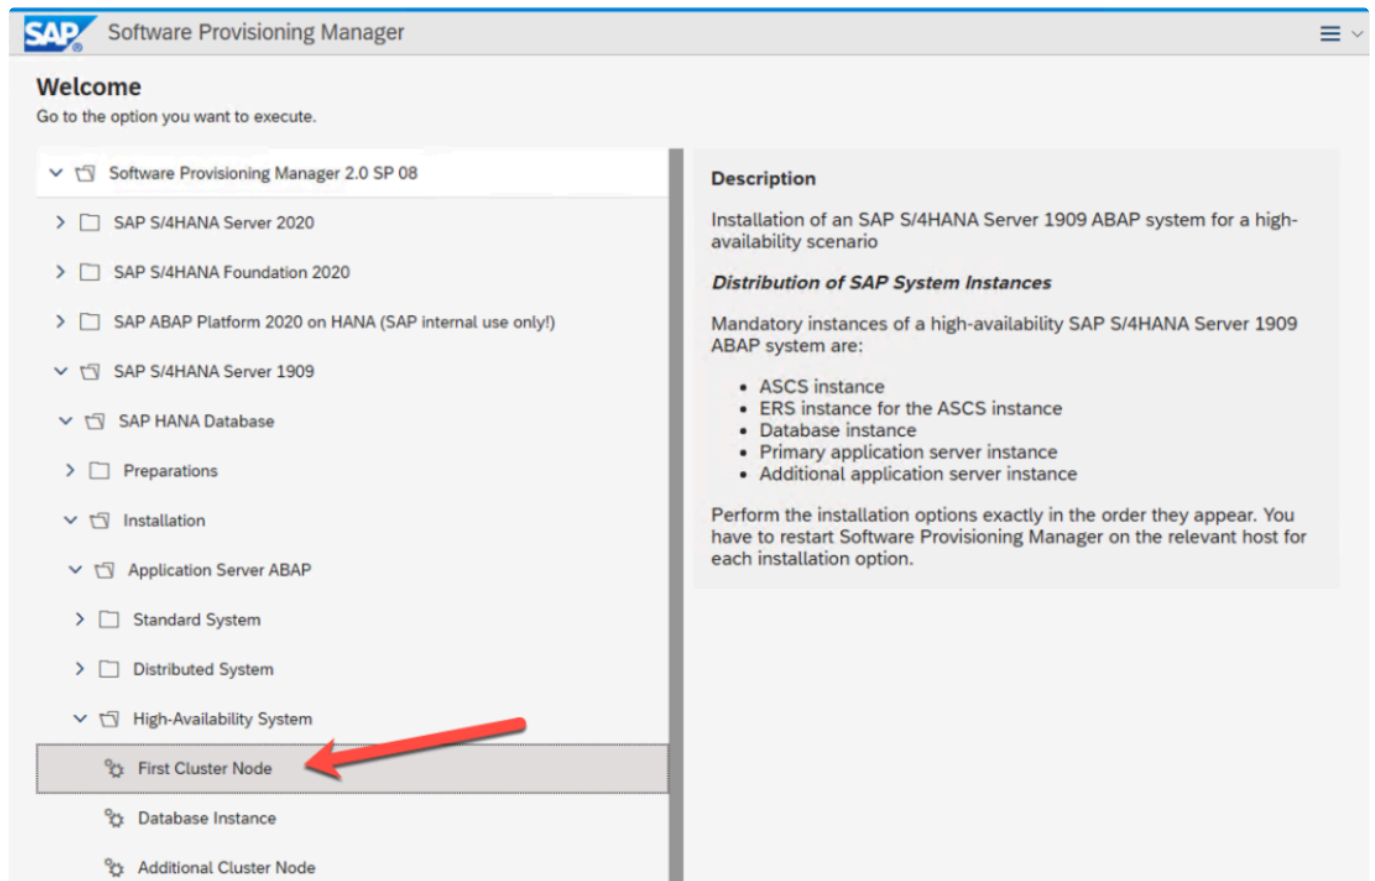 SAP® Software Provisioning Manager
Welcome
Go to the option you want to execute.
Software Provisioning Manager 2.0 SP 08
SAP S/4HANA Server 2020
SAP S/4HANA Foundation 2020
SAP ABAP Platform 2020 on HANA (SAP internal use only!)
SAP S/4HANA Server 1909
SAP HANA Database
Preparations
Installation
Application Server ABAP
Standard System
Distributed System
High-Availability System
First Cluster Node
Database Instance
Additional Cluster Node
Description
Installation of an SAP S/4HANA Server 1909 ABAP system for a high-
availability scenario
Distribution of SAP System Instances
Mandatory instances of a high-availability SAP S/4HANA Server 1909
ABAP system are:
• ASCS instance
• ERS instance for the ASCS instance
• Database instance
• Primary application server instance
• Additional application server instance
Perform the installation options exactly in the order they appear. You
have to restart Software Provisioning Manager on the relevant host for
each installation option.